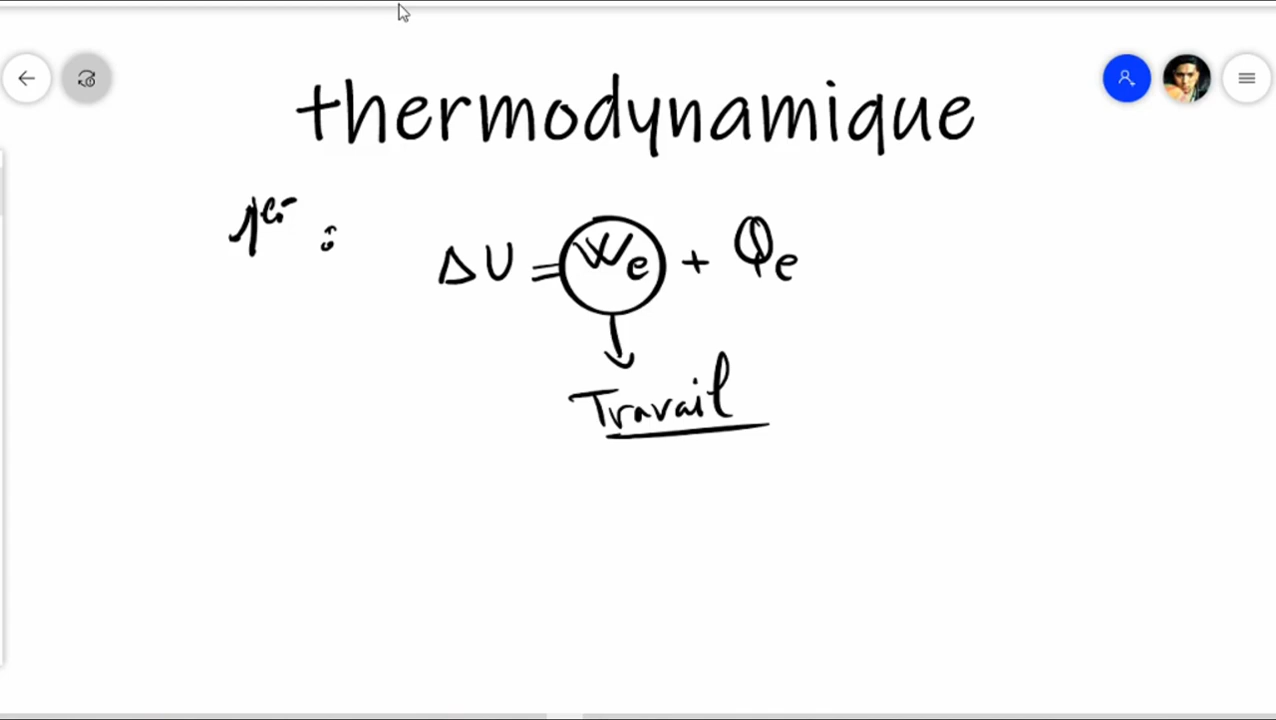 thermodynamique
1er :
ΔU = We + Qe
Travail